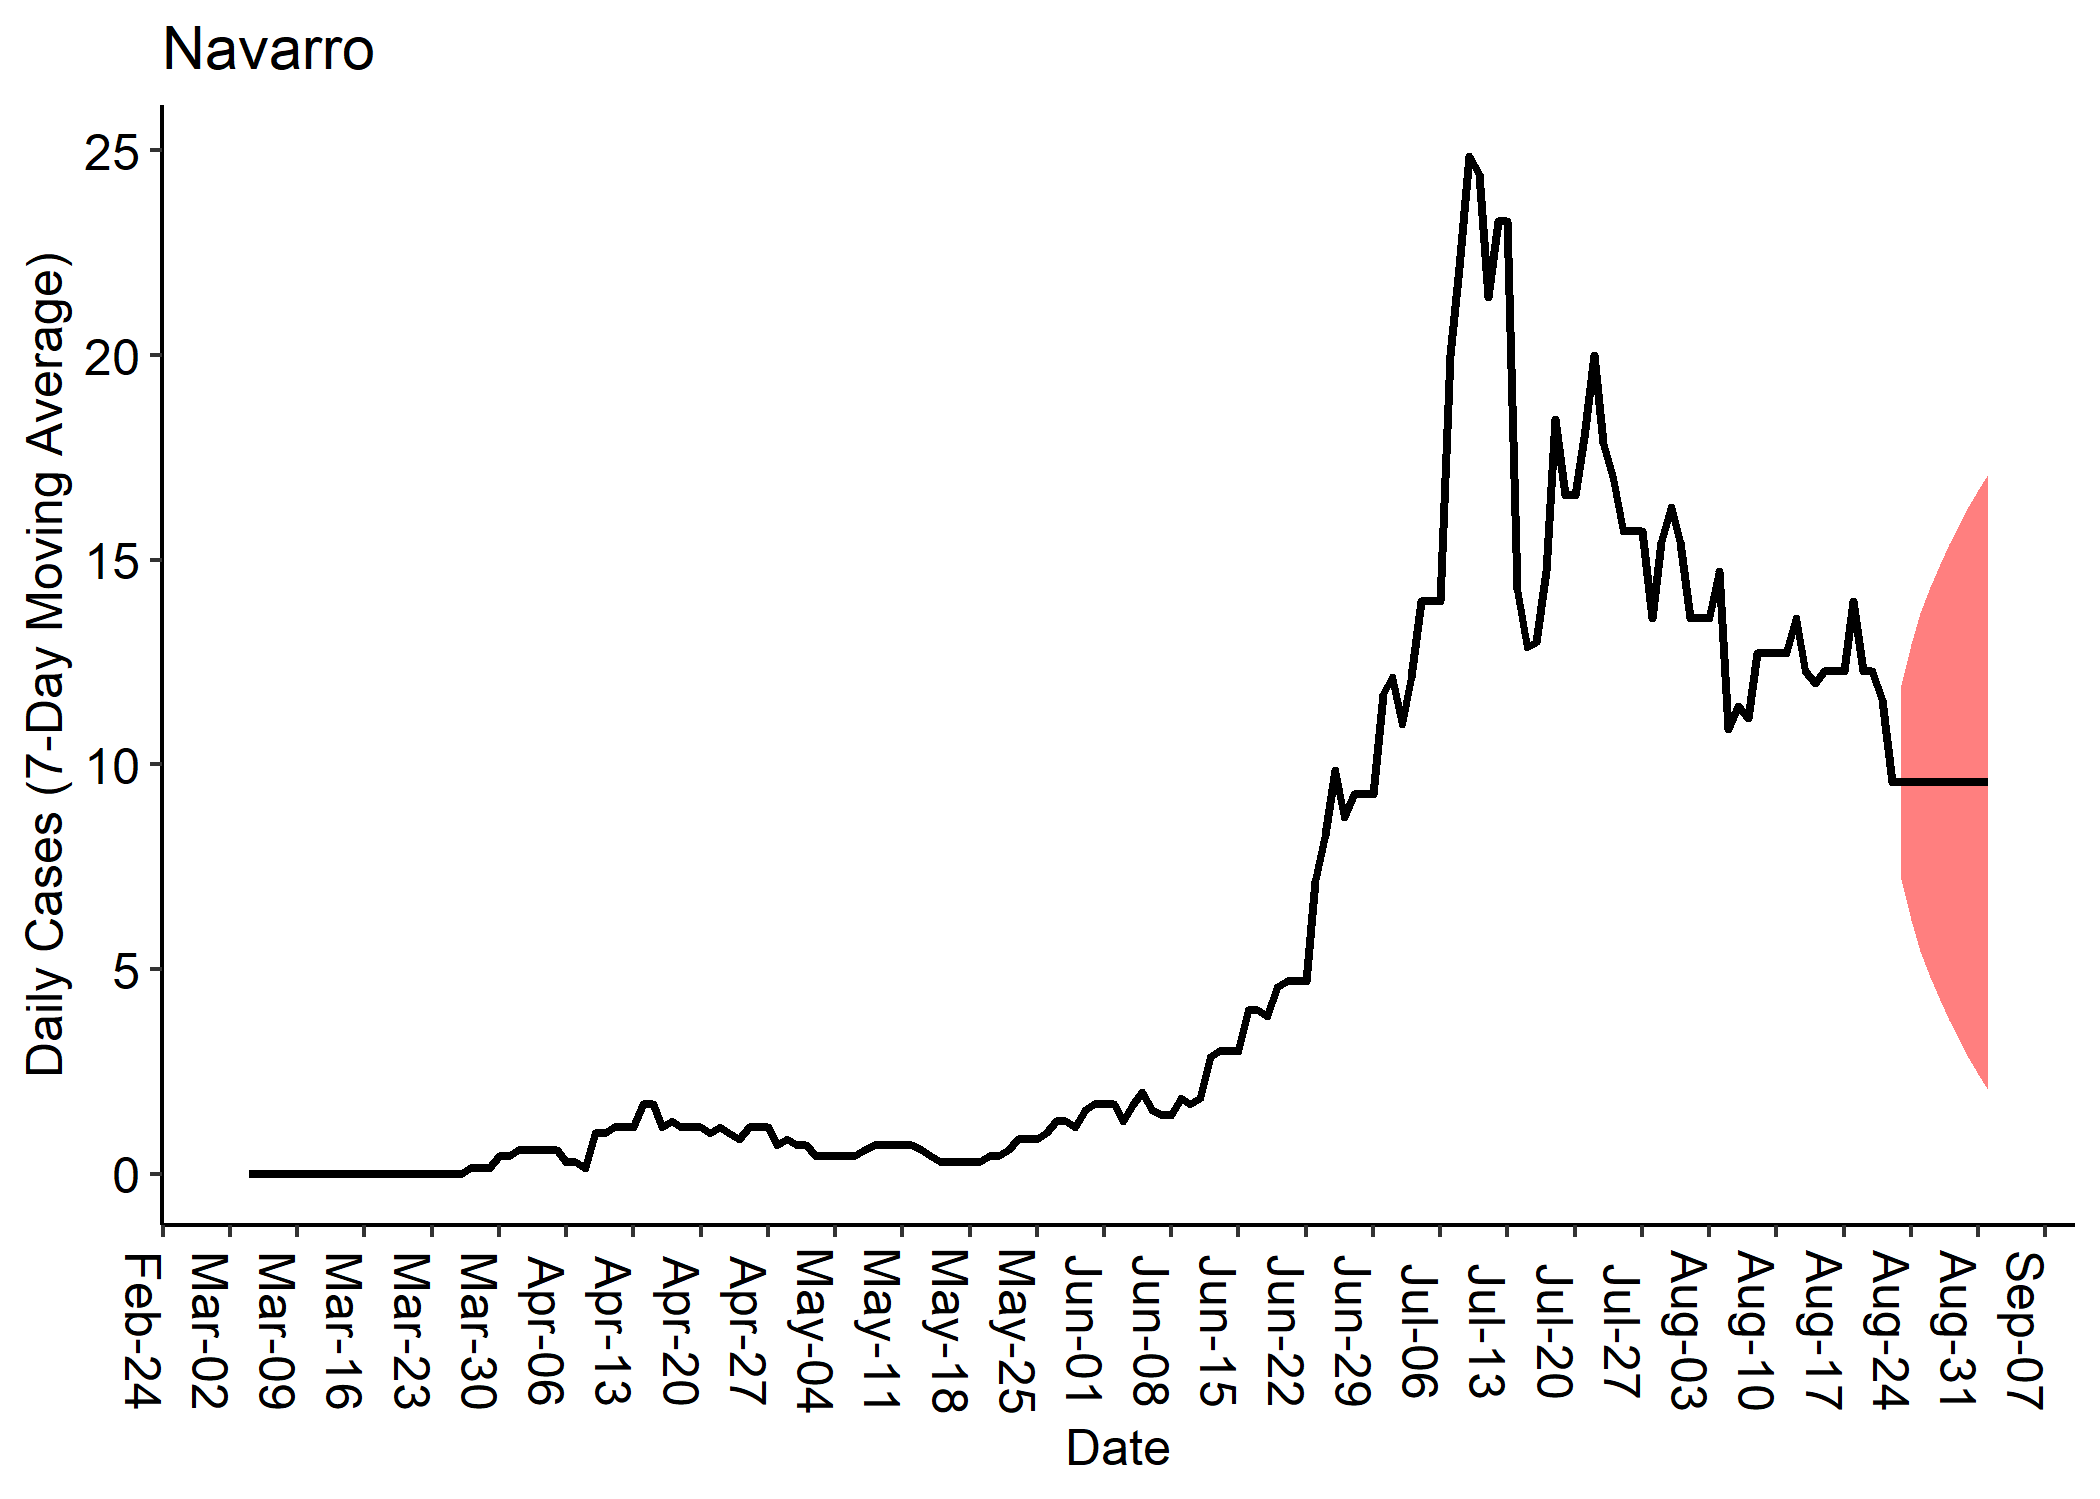 Navarro
Daily Cases (7-Day Moving Average)
25
20
15
10
5
0
Feb-24
Mar-02
Mar-09
Mar-16
Mar-23
Mar-30
Apr-06
Apr-13
Apr-20
Apr-27
May-04
May-11
May-18
May-25
Jun-01
Jun-08
Jun-15
Jun-22
Jun-29
Jul-06
Jul-13
Jul-20
Jul-27
Aug-03
Aug-10
Aug-17
Aug-24
Aug-31
Sep-07
Date